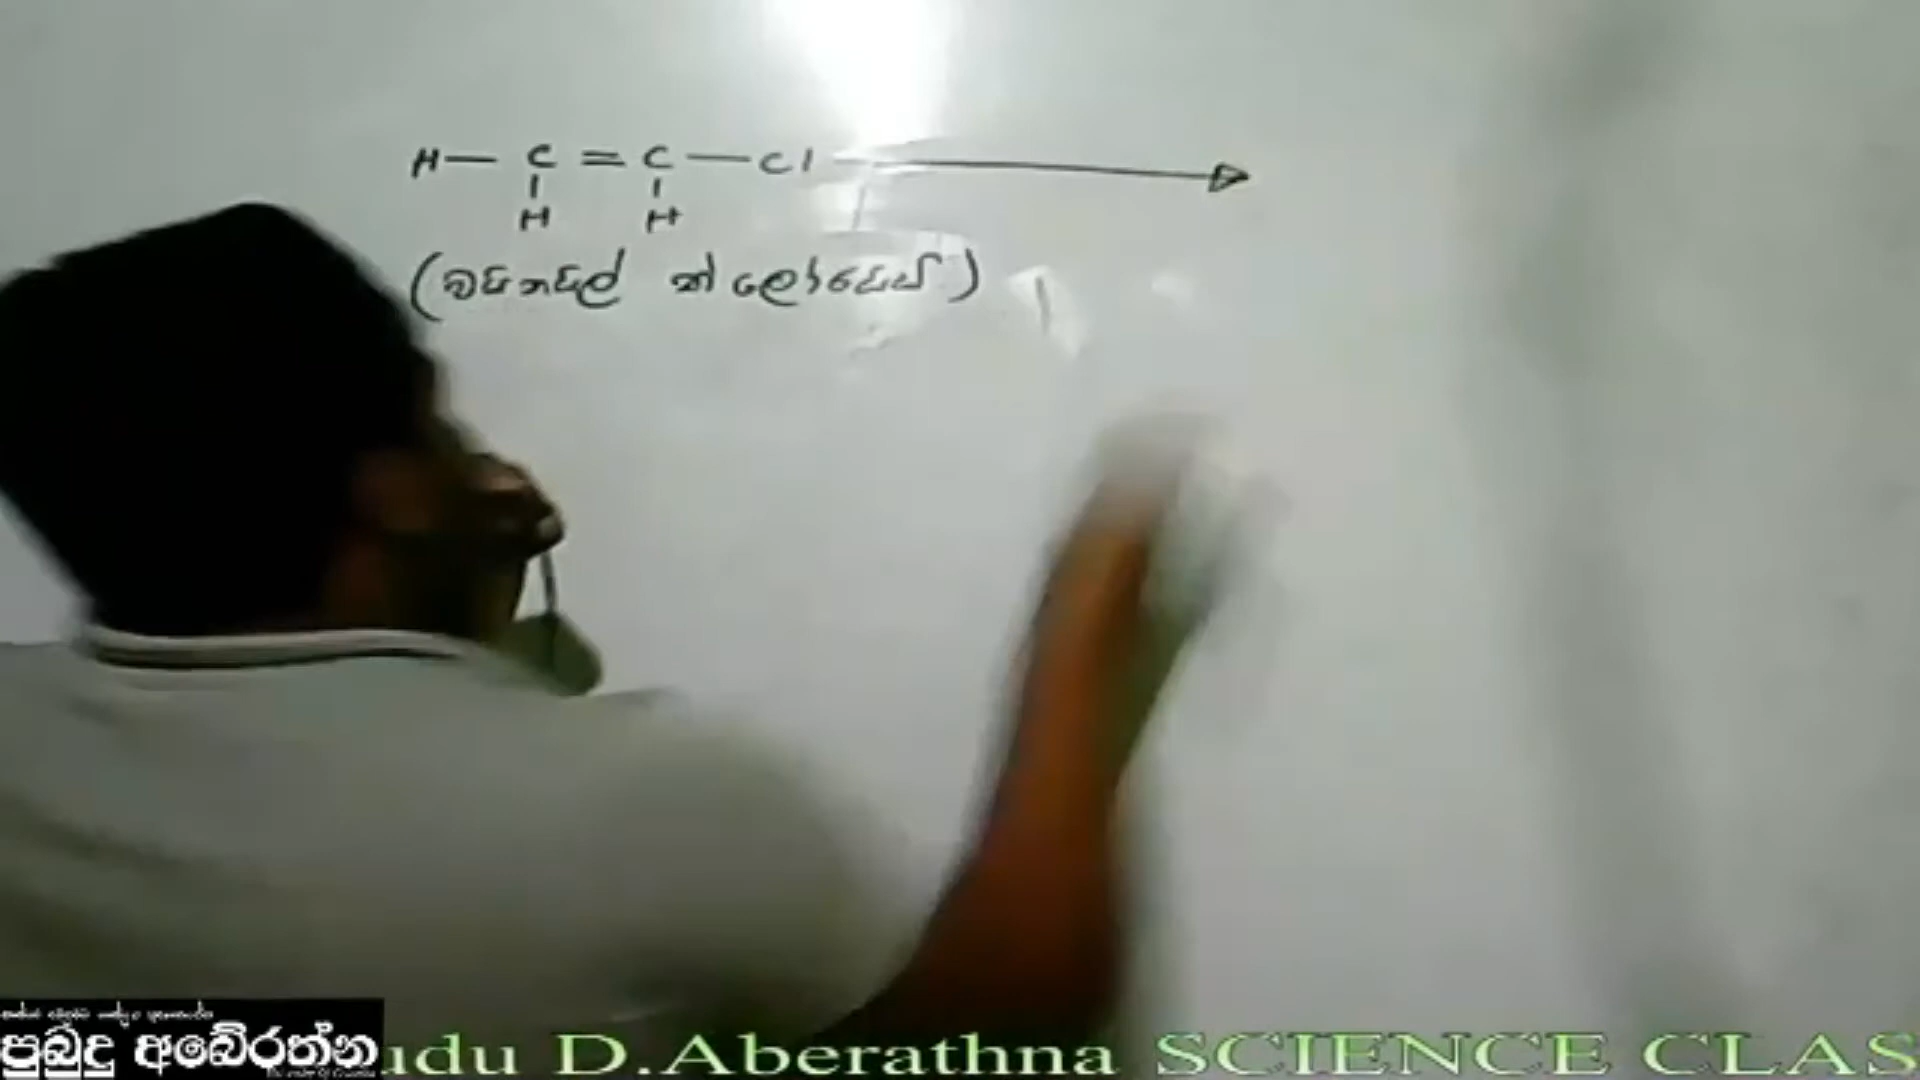 H — C = C — Cl
H H
(වයිනයිල් ක්ලෝරයිඩ්)
පුබුදු අබේරත්න
udu D.Aberathna SCIENCE CLAS